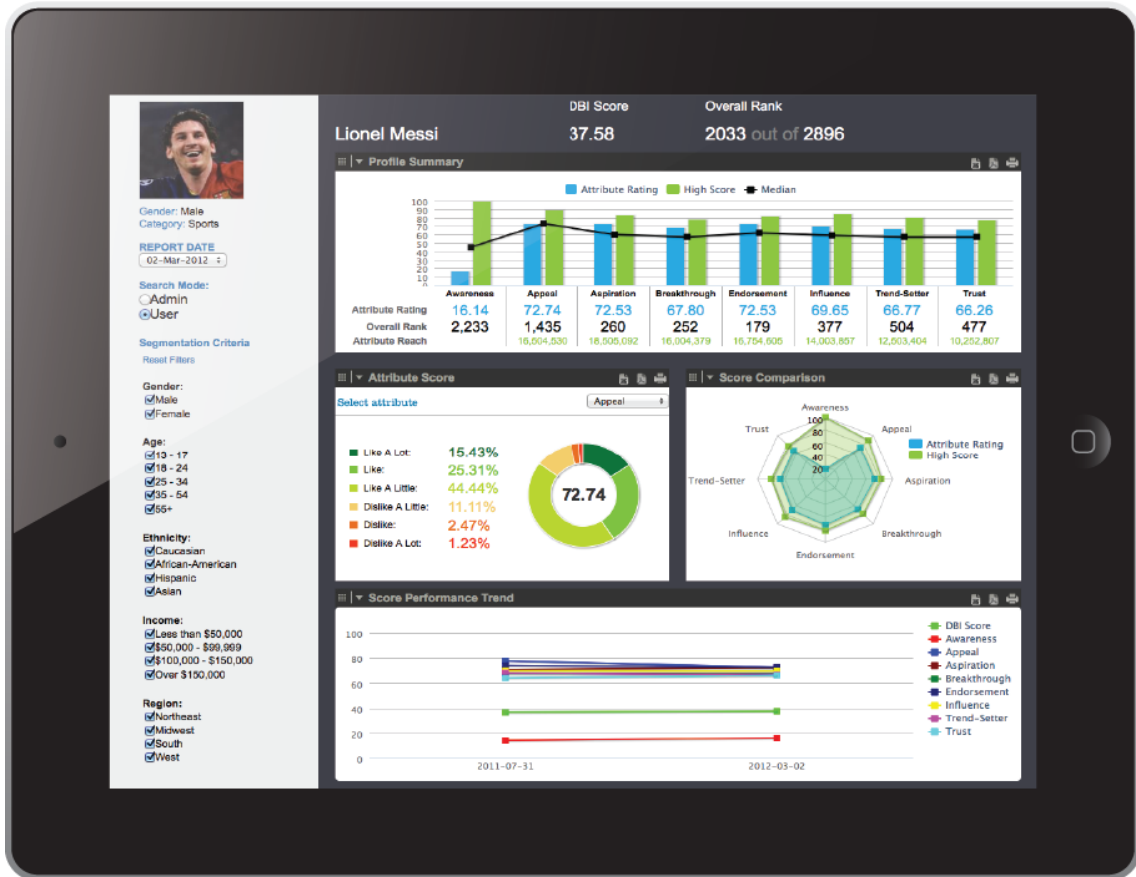 DBI Score Overall Rank
Lionel Messi 37.58 2033 out of 2896
Gender: Male
Category: Sports
REPORT DATE
02-Mar-2012
Search Mode:
Admin
User
Segmentation Criteria
Reset Filters
Gender:
Male
Female
Age:
13 - 17
18 - 24
25 - 34
35 - 54
55+
Ethnicity:
Caucasian
African-American
Hispanic
Asian
Income:
Less than $50,000
$50,000 - $99,999
$100,000 - $150,000
Over $150,000
Region:
Northeast
Midwest
South
West
Profile Summary
Attribute Rating High Score Median
100
90
80
70
60
50
40
30
20
10
0
Awareness Appeal Aspiration Breakthrough Endorsement Influence Trend-Setter Trust
Attribute Rating 16.14 72.74 72.53 67.80 72.53 69.65 66.77 66.26
Overall Rank 2,233 1,435 260 252 179 377 504 477
Attribute Reach 16,604,530 18,505,092 16,004,379 16,754,605 14,003,857 12,503,404 10,252,807
Attribute Score
Select attribute Appeal
Like A Lot: 15.43%
Like: 25.31%
Like A Little: 44.44%
Dislike A Little: 11.11%
Dislike: 2.47%
Dislike A Lot: 1.23%
72.74
Score Comparison
Awareness
Appeal
Aspiration
Breakthrough
Endorsement
Influence
Trend-Setter
Trust
100
80
60
40
20
Attribute Rating
High Score
Score Performance Trend
100
80
60
40
20
0
2011-07-31 2012-03-02
DBI Score
Awareness
Appeal
Aspiration
Breakthrough
Endorsement
Influence
Trend-Setter
Trust